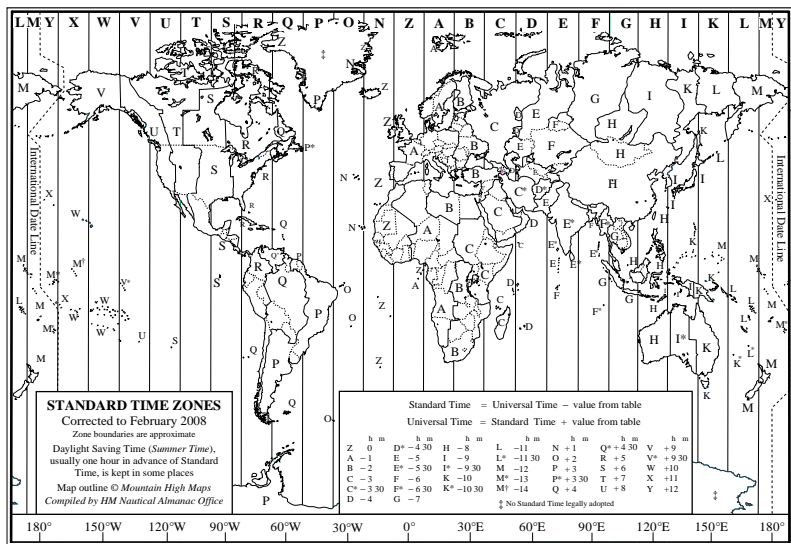 L M Y X W V U T S R Q P O N Z A B C D E F G H I K L M Y
Z ‡ A
N
M V S P Z A B C D E F G H I K L M
U T R Q Z H K
P*
International Date Line
S R N A B E F H L
International Date Line
X W R Z B C C* D* E H I I X
S Q N Z A B C D E* F* G H K
M M† S R Q Q* P A C E F K M
M* V* S Q O A B C D F G H I K L M
L M X W P O C G H K
M* W U S A C D F* H I* K L M*
M Q P N B K* L*
Z M
Q O K M
STANDARD TIME ZONES
Corrected to February 2008
Zone boundaries are approximate
Daylight Saving Time (Summer Time),
usually one hour in advance of Standard
Time, is kept in some places
Map outline © Mountain High Maps
Compiled by HM Nautical Almanac Office
Standard Time = Universal Time − value from table
Universal Time = Standard Time + value from table
h m h m h m h m h m h m h m
Z 0 D* − 4 30 H − 8 L −11 N + 1 Q* + 4 30 V + 9
A − 1 E − 5 I − 9 L* −11 30 O + 2 R + 5 V* + 9 30
B − 2 E* − 5 30 I* − 9 30 M −12 P + 3 S + 6 W +10
C − 3 F − 6 K −10 M* −13 P* + 3 30 T + 7 X +11
C* − 3 30 F* − 6 30 K* −10 30 M† −14 Q + 4 U + 8 Y +12
D − 4 G − 7
‡ No Standard Time legally adopted
P ‡
180° 150°W 120°W 90°W 60°W 30°W 0° 30°E 60°E 90°E 120°E 150°E 180°